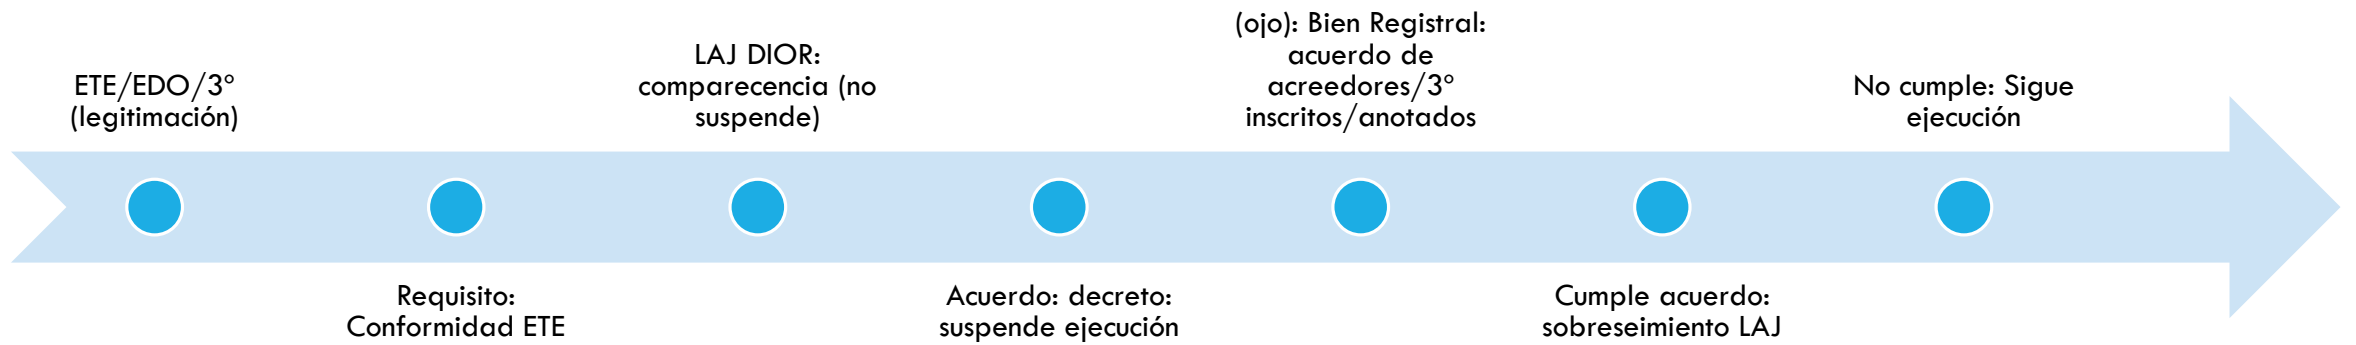 ETE/EDO/3º
(legitimación)
Requisito:
Conformidad ETE
LAJ DIOR:
comparecencia (no
suspende)
Acuerdo: decreto:
suspende ejecución
(ojo): Bien Registral:
acuerdo de
acreedores/3º
inscritos/anotados
Cumple acuerdo:
sobreseimiento LAJ
No cumple: Sigue
ejecución